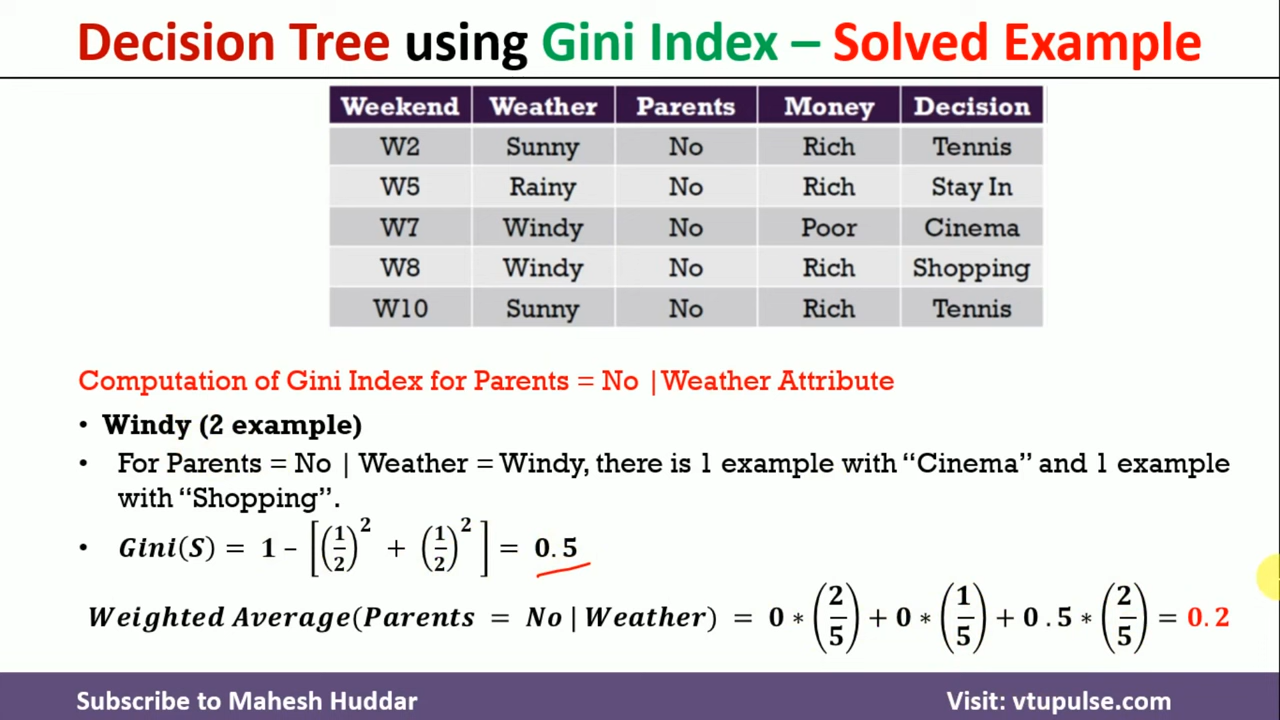 Decision Tree using Gini Index – Solved Example
Weekend Weather Parents Money Decision
W2 Sunny No Rich Tennis
W5 Rainy No Rich Stay In
W7 Windy No Poor Cinema
W8 Windy No Rich Shopping
W10 Sunny No Rich Tennis
Computation of Gini Index for Parents = No |Weather Attribute
• Windy (2 example)
• For Parents = No | Weather = Windy, there is 1 example with “Cinema” and 1 example
with “Shopping”.
• Gini(S) = 1 – [(1/2)^2 + (1/2)^2] = 0.5
Weighted Average(Parents = No|Weather) = 0 * (2/5) + 0 * (1/5) + 0.5 * (2/5) = 0.2
Subscribe to Mahesh Huddar Visit: vtupulse.com